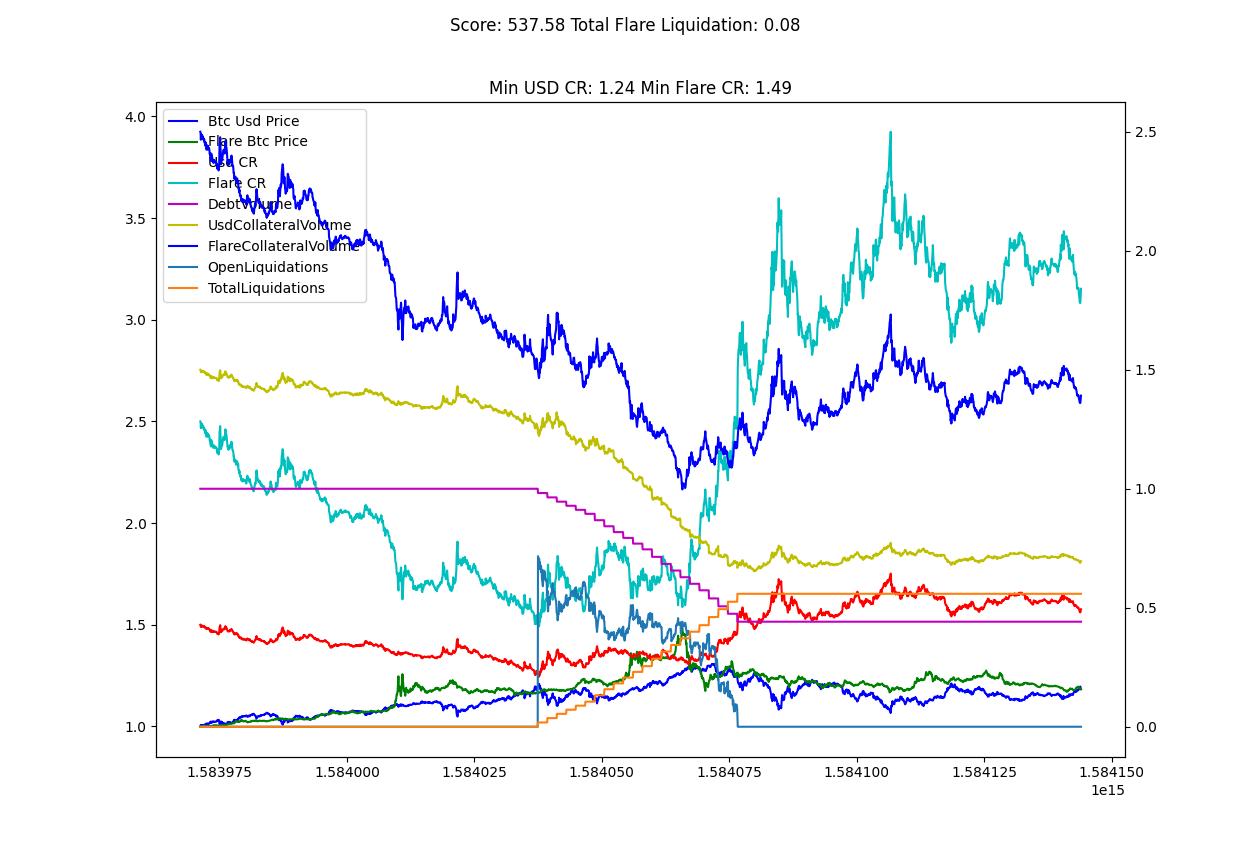 Score: 537.58 Total Flare Liquidation: 0.08
Min USD CR: 1.24 Min Flare CR: 1.49
Btc Usd Price
Flare Btc Price
Usd CR
Flare CR
DebtVolume
UsdCollateralVolume
FlareCollateralVolume
OpenLiquidations
TotalLiquidations
4.0
3.5
3.0
2.5
2.0
1.5
1.0
2.5
2.0
1.5
1.0
0.5
0.0
1.583975
1.584000
1.584025
1.584050
1.584075
1.584100
1.584125
1.584150
1e15